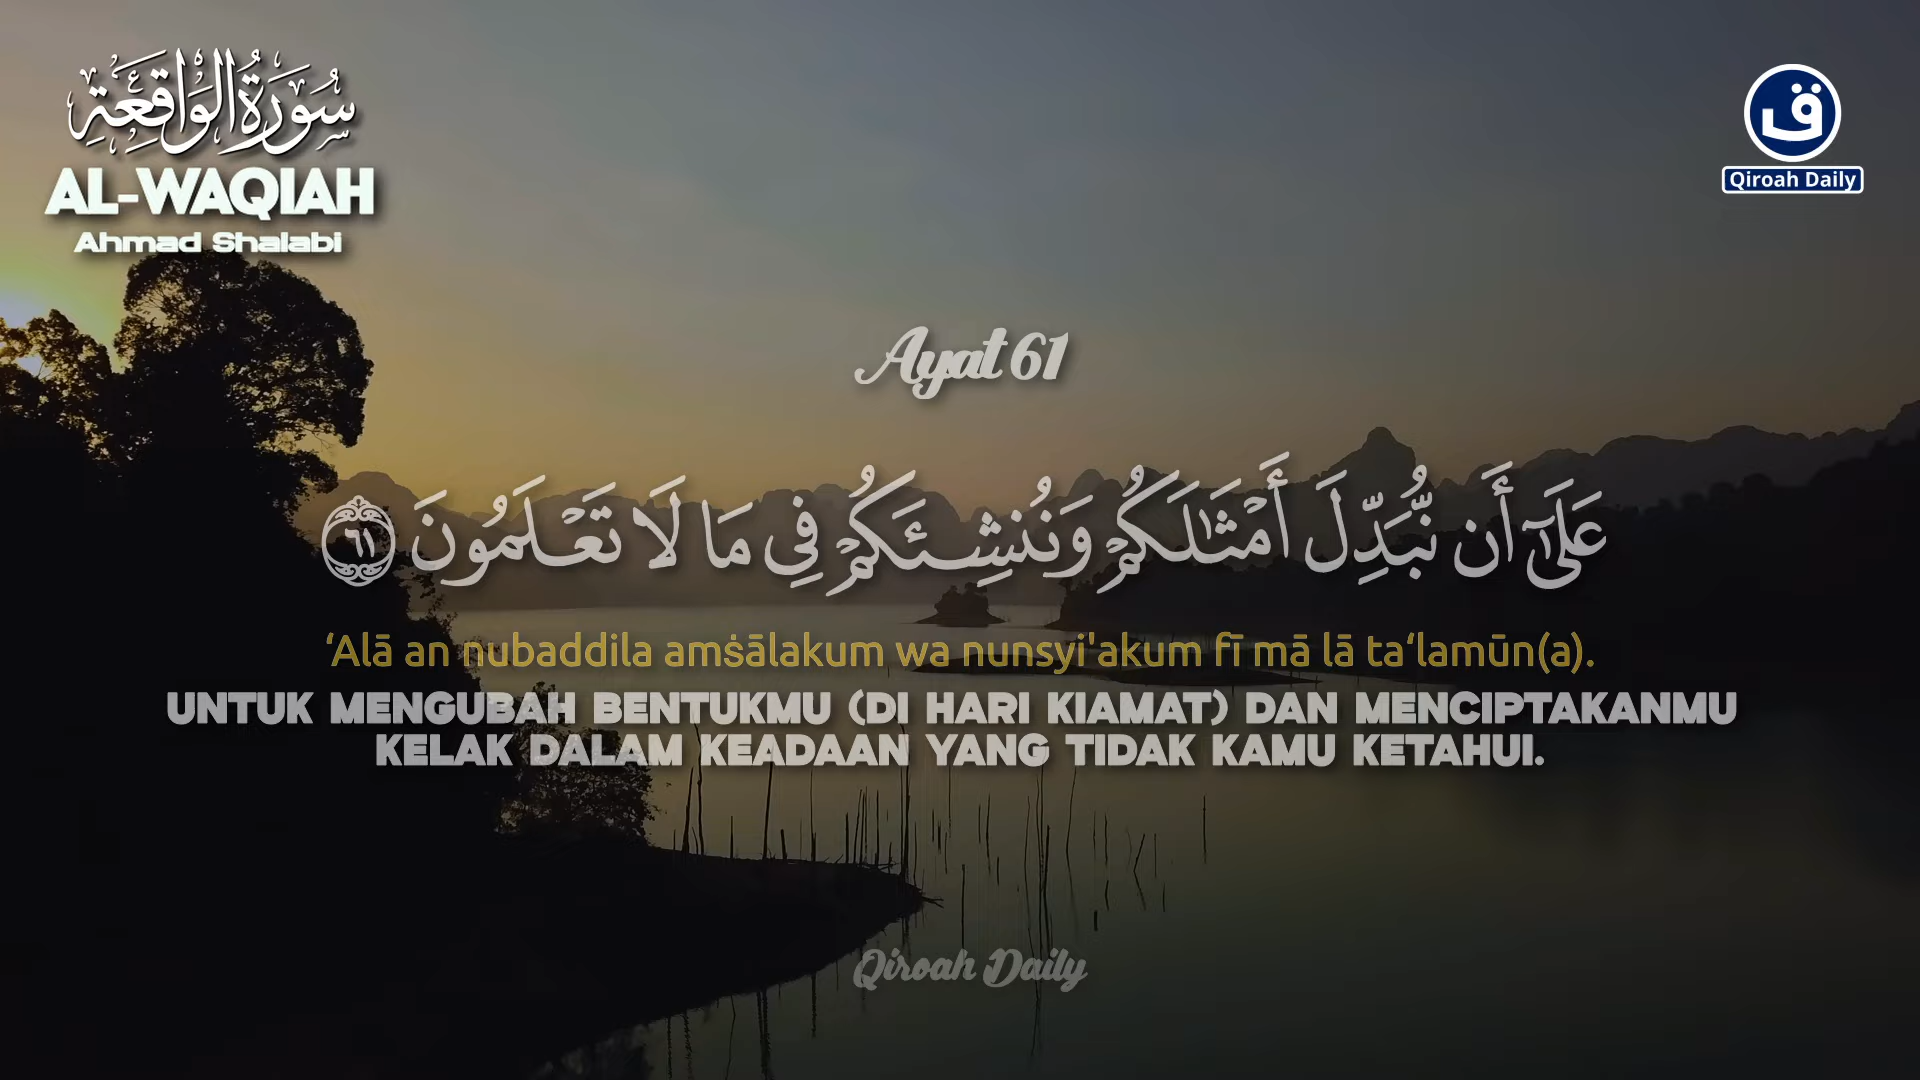 سُورَةُ الْوَاقِعَةِ
AL-WAQIAH
Ahmad Shalabi
ق
Qiroah Daily
Ayat 61
عَلَىٰٓ أَن نُّبَدِّلَ أَمْثَـٰلَكُمْ وَنُنشِئَكُمْ فِى مَا لَا تَعْلَمُونَ ٦١
‘Alā an nubaddila amṡālakum wa nunsyi'akum fī mā lā ta‘lamūn(a).
UNTUK MENGUBAH BENTUKMU (DI HARI KIAMAT) DAN MENCIPTAKANMU
KELAK DALAM KEADAAN YANG TIDAK KAMU KETAHUI.
Qiroah Daily